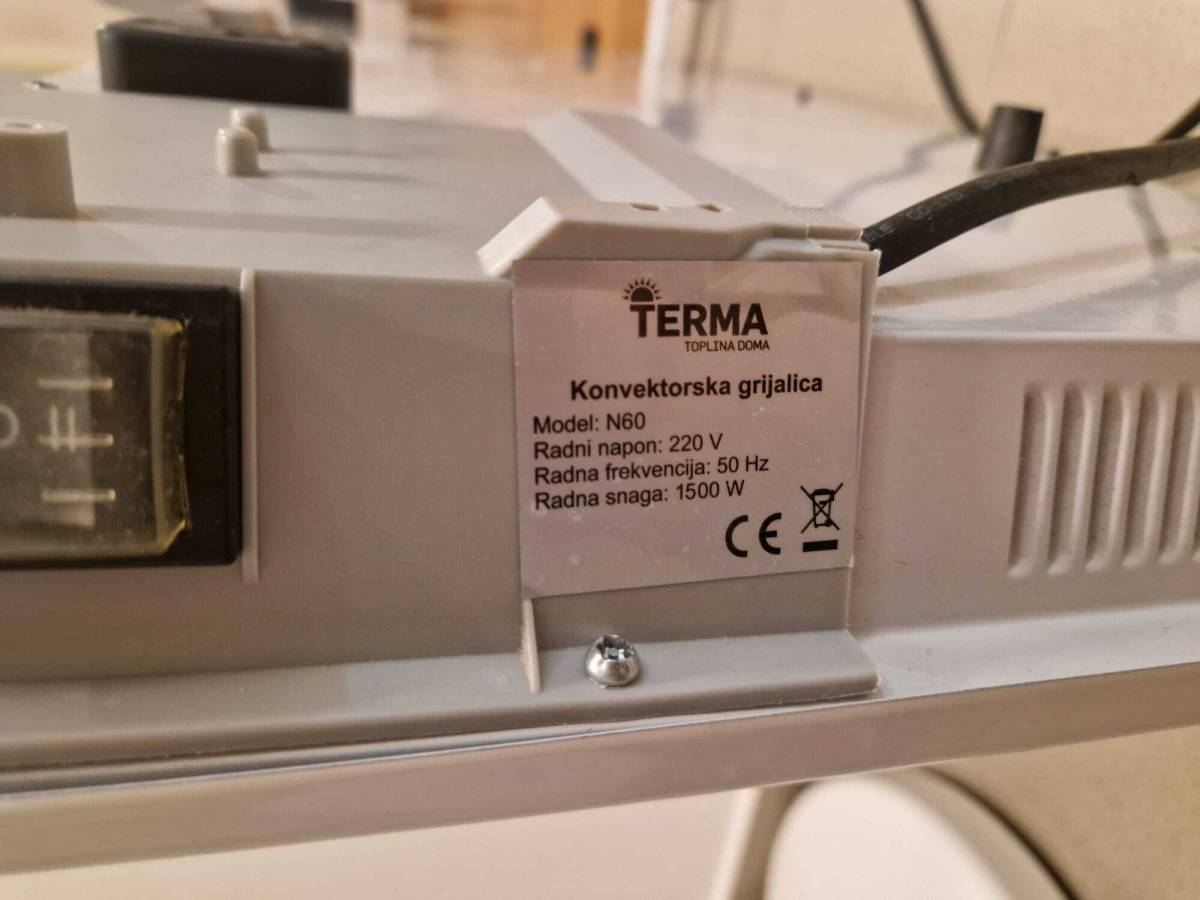 TERMA
TOPLINA DOMA
Konvektorska grijalica
Model: N60
Radni napon: 220 V
Radna frekvencija: 50 Hz
Radna snaga: 1500 W
CE